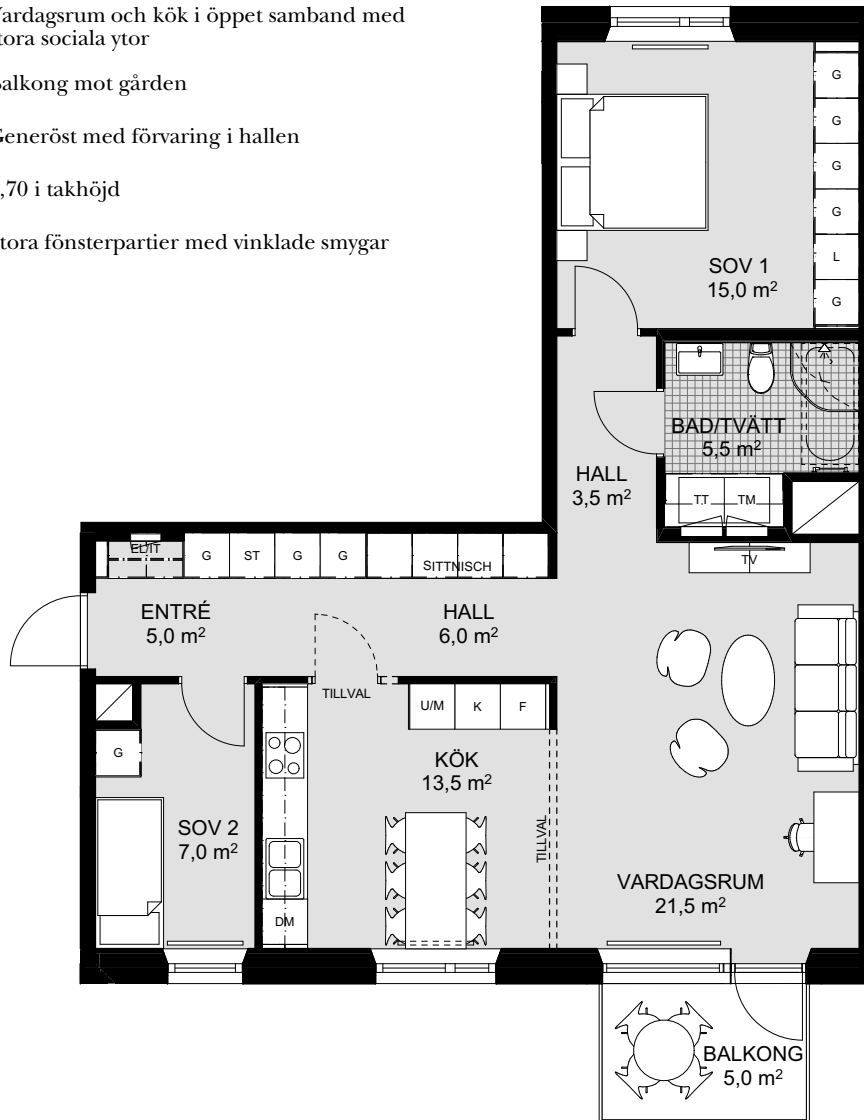 Vardagsrum och kök i öppet samband med
tora sociala ytor
Balkong mot gården
Generöst med förvaring i hallen
,70 i takhöjd
tora fönsterpartier med vinklade smygar
G
G
G
G
L
G
SOV 1
15,0 m²
BAD/TVÄTT
5,5 m²
HALL
3,5 m²
TT
TM
EL/IT
G
ST
G
G
SITTNISCH
TV
ENTRÉ
5,0 m²
HALL
6,0 m²
TILLVAL
U/M
K
F
G
KÖK
13,5 m²
SOV 2
7,0 m²
TILLVAL
VARDAGSRUM
21,5 m²
DM
BALKONG
5,0 m²